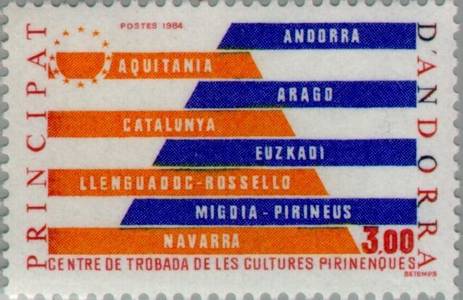 POSTES 1984
PRINCIPAT
D'ANDORRA
ANDORRA
AQUITANIA
ARAGO
CATALUNYA
EUZKADI
LLENGUADOC-ROSSELLO
MIGDIA-PIRINEUS
NAVARRA
3,00
CENTRE DE TROBADA DE LES CULTURES PIRINENQUES
BETEMPS